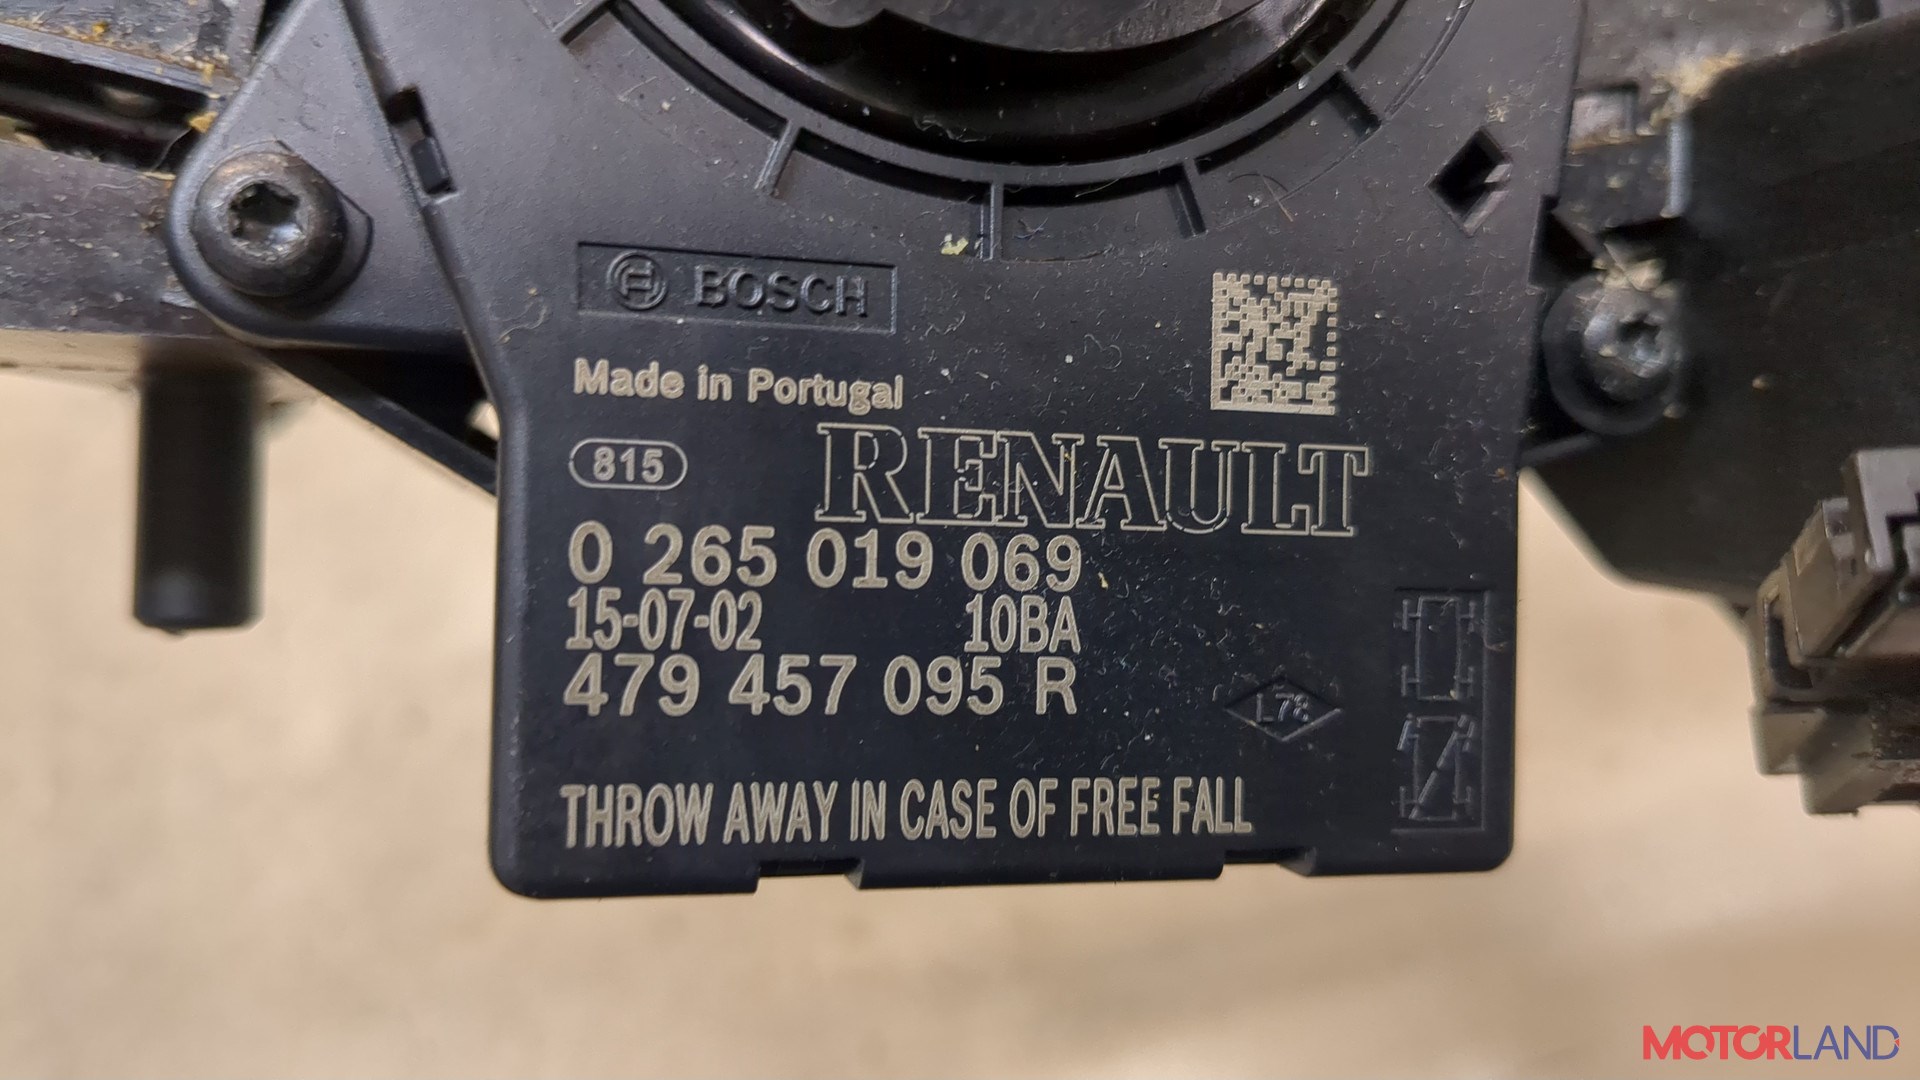 BOSCH
Made in Portugal
815
RENAULT
0 265 019 069
15-07-02 10BA
479 457 095 R
L78
THROW AWAY IN CASE OF FREE FALL
MOTORLAND